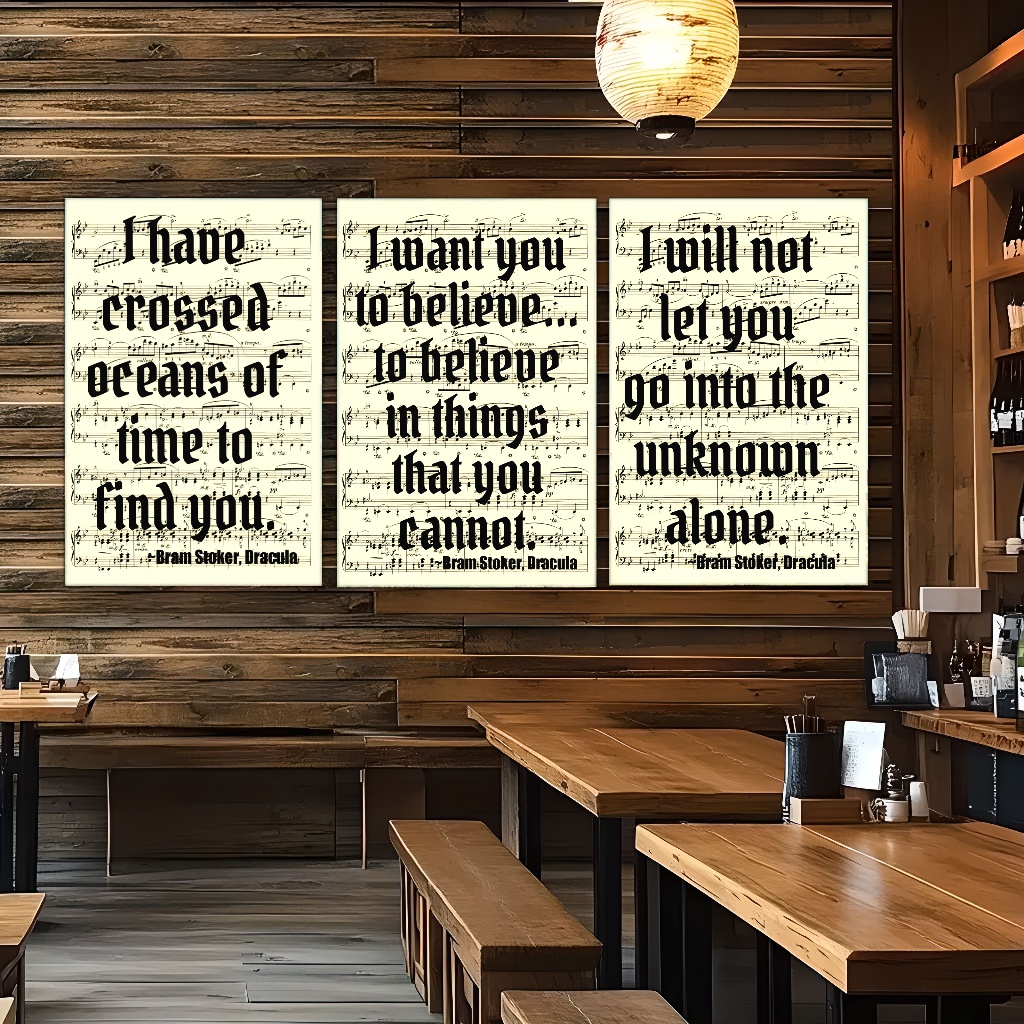 I have
crossed
oceans of
time to
find you.
~Bram Stoker, Dracula
I want you
to believe...
to believe
in things
that you
cannot.
~Bram Stoker, Dracula
I will not
let you
go into the
unknown
alone.
~Bram Stoker, Dracula